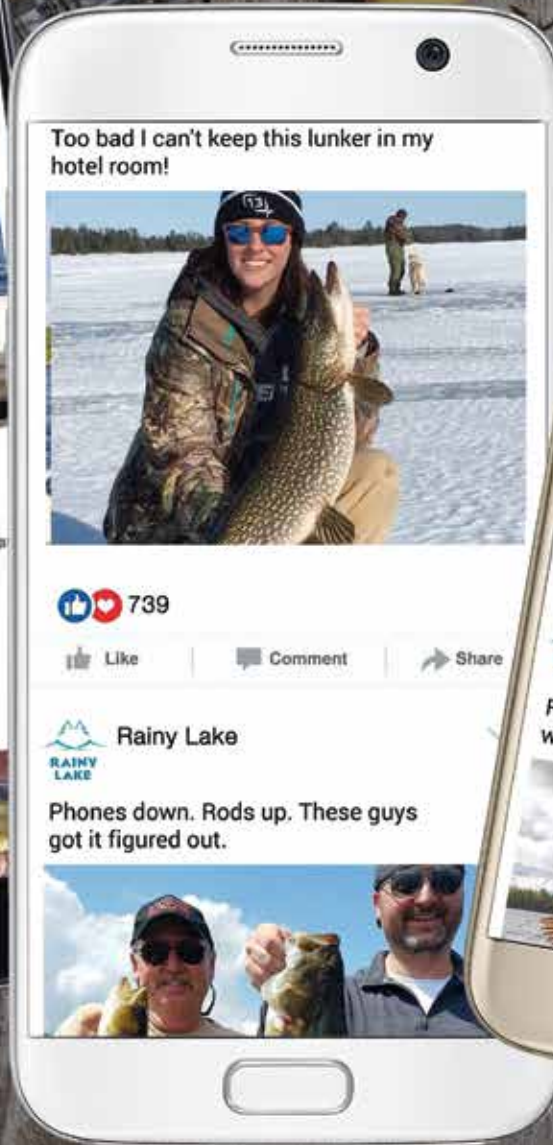 Too bad I can't keep this lunker in my
hotel room!
739
Like
Comment
Share
RAINY
LAKE
Rainy Lake
Phones down. Rods up. These guys
got it figured out.